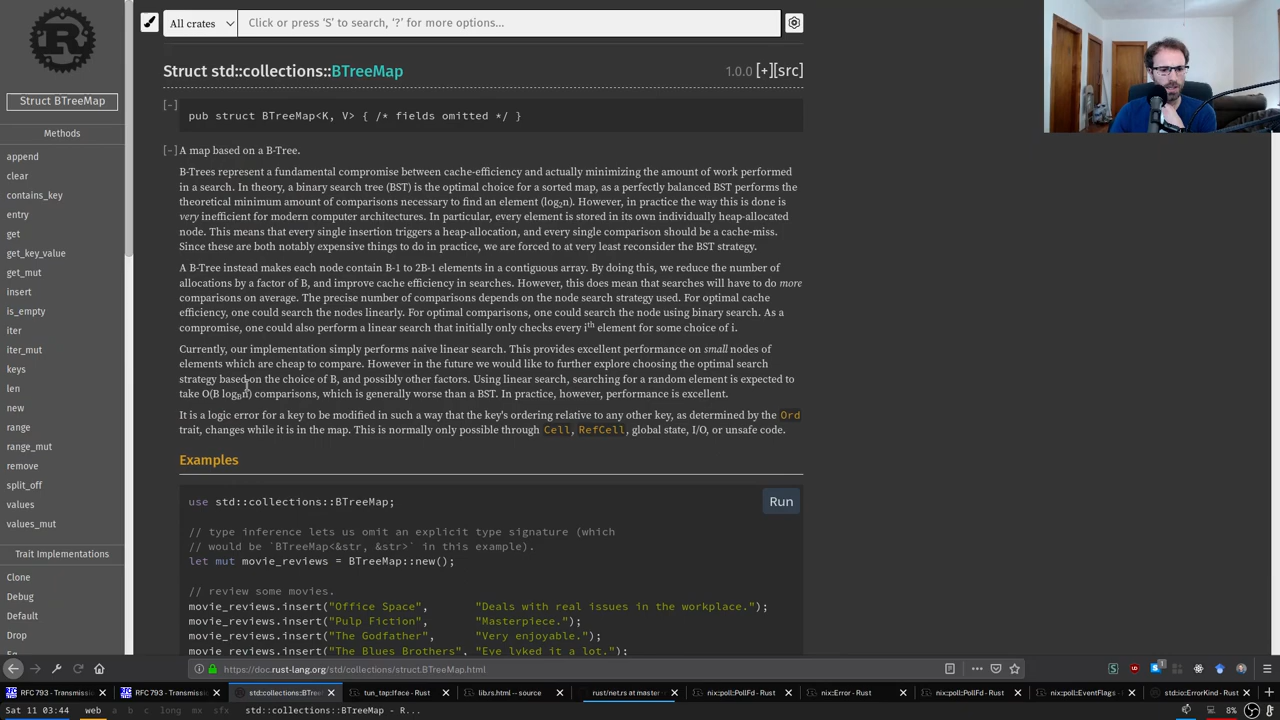 All crates
Click or press ‘S’ to search, ‘?’ for more options…
Struct BTreeMap
Methods
append
clear
contains_key
entry
get
get_key_value
get_mut
insert
is_empty
iter
iter_mut
keys
len
new
range
range_mut
remove
split_off
values
values_mut
Trait Implementations
Clone
Debug
Default
Drop
Struct std::collections::BTreeMap
1.0.0 [+][src]
[-]
pub struct BTreeMap<K, V> { /* fields omitted */ }
[-] A map based on a B-Tree.
B-Trees represent a fundamental compromise between cache-efficiency and actually minimizing the amount of work performed
in a search. In theory, a binary search tree (BST) is the optimal choice for a sorted map, as a perfectly balanced BST performs the
theoretical minimum amount of comparisons necessary to find an element (log₂n). However, in practice the way this is done is
very inefficient for modern computer architectures. In particular, every element is stored in its own individually heap-allocated
node. This means that every single insertion triggers a heap-allocation, and every single comparison should be a cache-miss.
Since these are both notably expensive things to do in practice, we are forced to at very least reconsider the BST strategy.
A B-Tree instead makes each node contain B-1 to 2B-1 elements in a contiguous array. By doing this, we reduce the number of
allocations by a factor of B, and improve cache efficiency in searches. However, this does mean that searches will have to do more
comparisons on average. The precise number of comparisons depends on the node search strategy used. For optimal cache
efficiency, one could search the nodes linearly. For optimal comparisons, one could search the node using binary search. As a
compromise, one could also perform a linear search that initially only checks every ith element for some choice of i.
Currently, our implementation simply performs naive linear search. This provides excellent performance on small nodes of
elements which are cheap to compare. However in the future we would like to further explore choosing the optimal search
strategy based on the choice of B, and possibly other factors. Using linear search, searching for a random element is expected to
take O(B logBn) comparisons, which is generally worse than a BST. In practice, however, performance is excellent.
It is a logic error for a key to be modified in such a way that the key's ordering relative to any other key, as determined by the Ord
trait, changes while it is in the map. This is normally only possible through Cell, RefCell, global state, I/O, or unsafe code.
Examples
Run
use std::collections::BTreeMap;
// type inference lets us omit an explicit type signature (which
// would be `BTreeMap<&str, &str>` in this example).
let mut movie_reviews = BTreeMap::new();
// review some movies.
movie_reviews.insert("Office Space", "Deals with real issues in the workplace.");
movie_reviews.insert("Pulp Fiction", "Masterpiece.");
movie_reviews.insert("The Godfather", "Very enjoyable.");
movie_reviews.insert("The Blues Brothers", "Eye lyked it a lot.");
https://doc.rust-lang.org/std/collections/struct.BTreeMap.html
RFC 793 - Transmissi
RFC 793 - Transmissi
std::collections::BTree
tun_tap::Iface - Rust
lib.rs.html -- source
rust/net.rs at master
nix::poll::PollFd - Rust
nix::Error - Rust
nix::poll::PollFd - Rust
nix::poll::EventFlags
std::io::ErrorKind - Rust
Sat 11 03:44 web a b c long mx sfx std::collections::BTreeMap - R...
8%